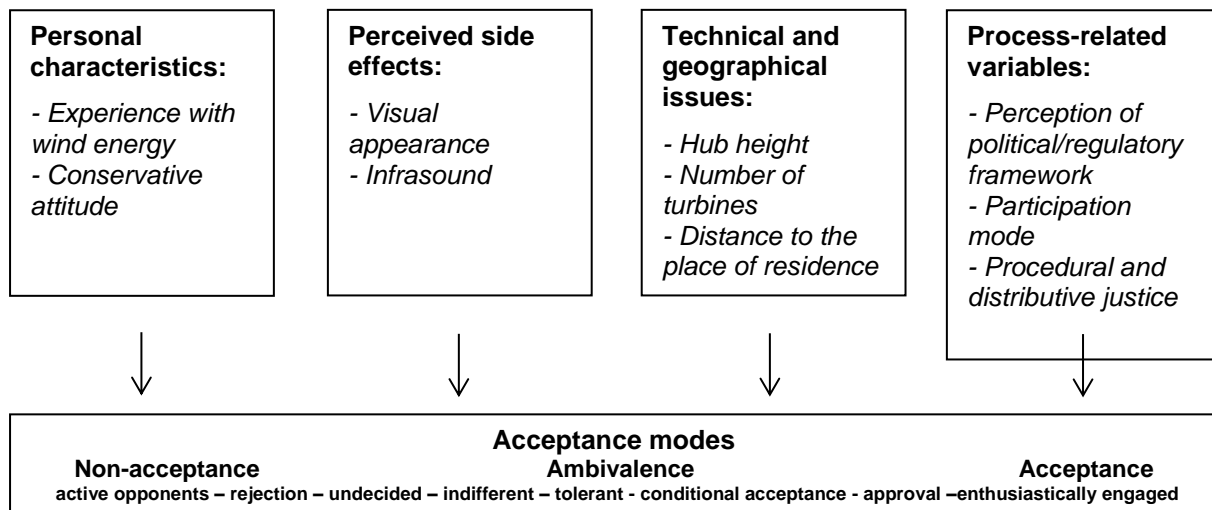 Personal
characteristics:
- Experience with
wind energy
- Conservative
attitude
Perceived side
effects:
- Visual
appearance
- Infrasound
Technical and
geographical
issues:
- Hub height
- Number of
turbines
- Distance to the
place of residence
Process-related
variables:
- Perception of
political/regulatory
framework
- Participation
mode
- Procedural and
distributive justice
Acceptance modes
Non-acceptance Ambivalence Acceptance
active opponents – rejection – undecided – indifferent – tolerant - conditional acceptance - approval –enthusiastically engaged